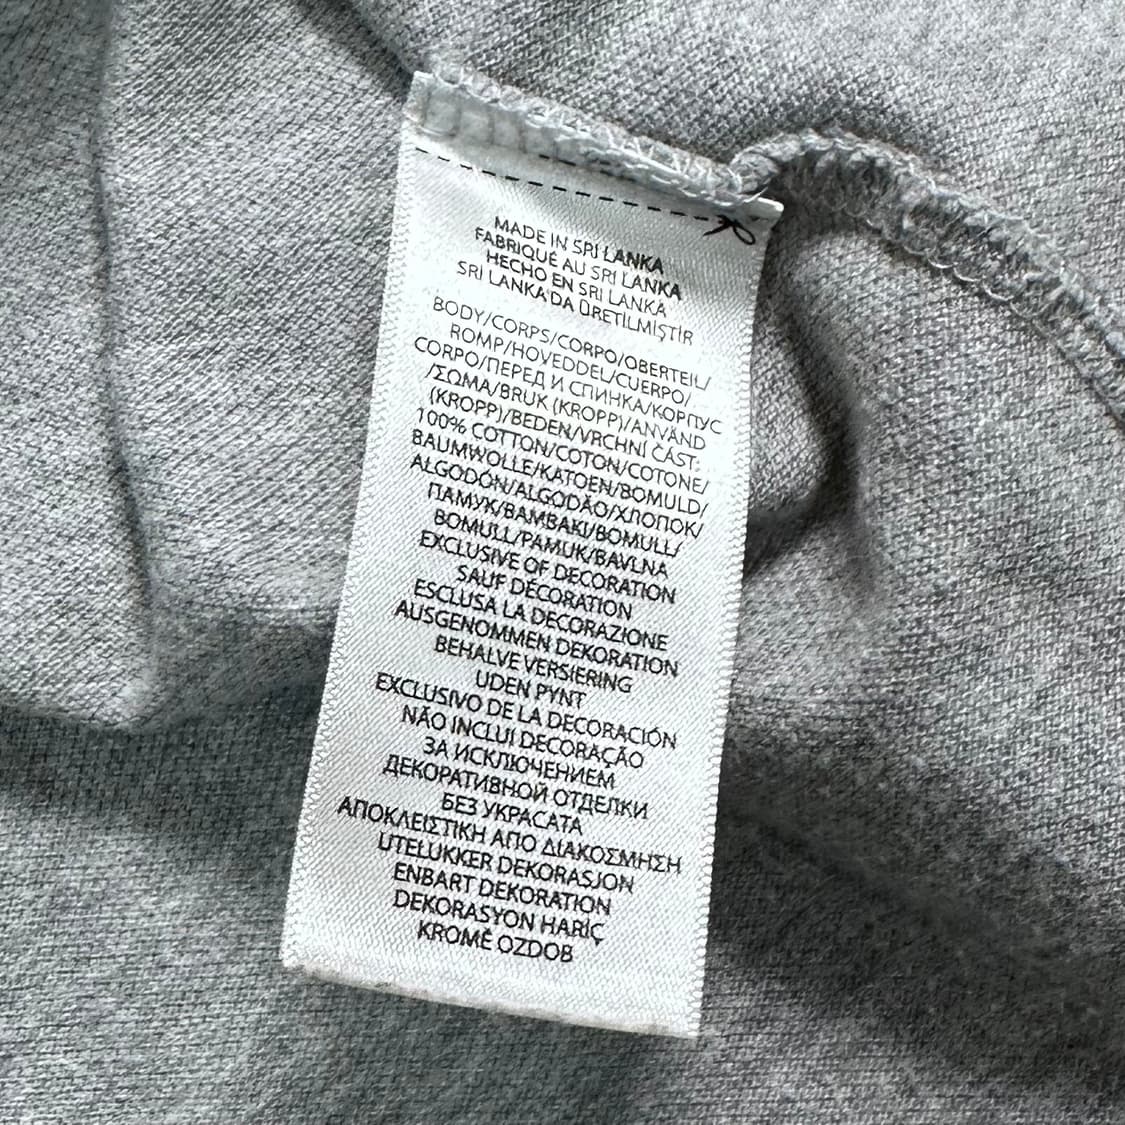 MADE IN SRI LANKA
FABRIQUÉ AU SRI LANKA
HECHO EN SRI LANKA
SRİ LANKA'DA ÜRETİLMİŞTİR
BODY/CORPS/CORPO/OBERTEIL/
ROMP/HOVEDDEL/CUERPO/
CORPO/ПЕРЕД И СПИНКА/КОРПУС
/ΣΩΜΑ/BRUK (KROPP)/ANVÄND
(KROPP)/BEDEN/VRCHNÍ ČÁST:
100% COTTON/COTON/COTONE/
BAUMWOLLE/KATOEN/BOMULD/
ALGODÓN/ALGODÃO/ХЛОПОК/
ПАМУК/ΒΑΜΒΑΚΙ/BOMULL/
BOMULL/PAMUK/BAVLNA
EXCLUSIVE OF DECORATION
SAUF DÉCORATION
ESCLUSA LA DECORAZIONE
AUSGENOMMEN DEKORATION
BEHALVE VERSIERING
UDEN PYNT
EXCLUSIVO DE LA DECORACIÓN
NÃO INCLUI DECORAÇÃO
ЗА ИСКЛЮЧЕНИЕМ
ДЕКОРАТИВНОЙ ОТДЕЛКИ
БЕЗ УКРАСАТА
ΑΠΟΚΛΕΙΣΤΙΚΗ ΑΠΟ ΔΙΑΚΟΣΜΗΣΗ
UTELUKKER DEKORASJON
ENBART DEKORATION
DEKORASYON HARİÇ
KROMĚ OZDOB